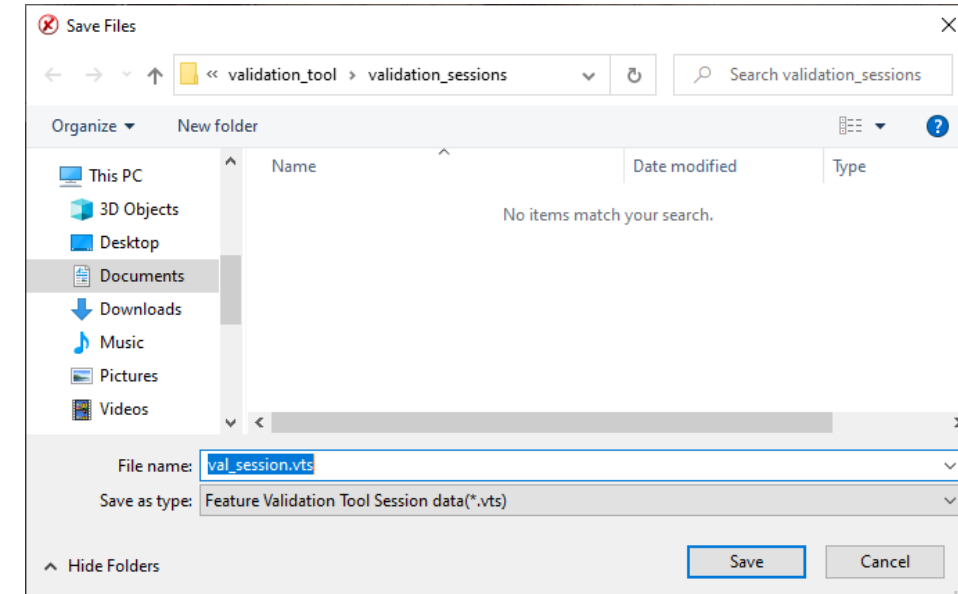 Save Files
« validation_tool › validation_sessions
Search validation_sessions
Organize
New folder
This PC
3D Objects
Desktop
Documents
Downloads
Music
Pictures
Videos
Name
Date modified
Type
No items match your search.
File name: val_session.vts
Save as type: Feature Validation Tool Session data(*.vts)
Hide Folders
Save
Cancel